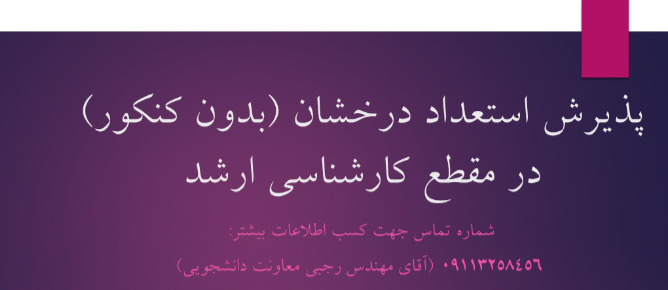 پذیرش استعداد درخشان (بدون کنکور)
در مقطع کارشناسی ارشد
شماره تماس جهت کسب اطلاعات بیشتر:
۰۹۱۱۳۲۵۸۴۵۶ (آقای مهندس رجبی معاونت دانشجویی)